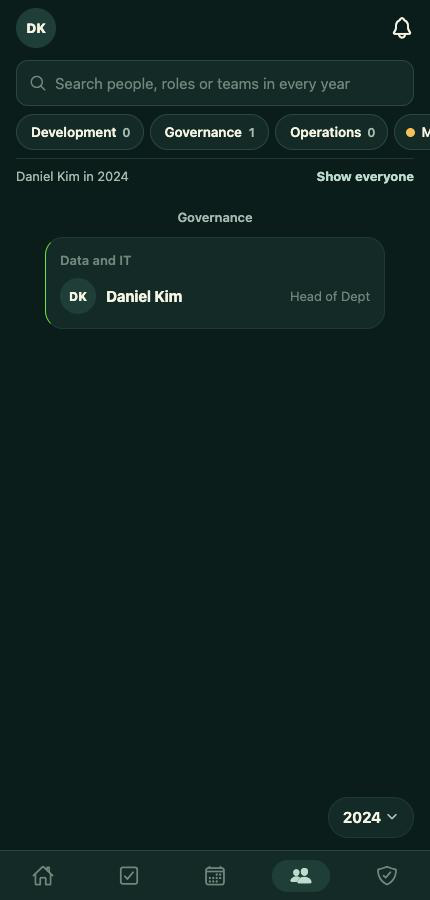 DK
Search people, roles or teams in every year
Development 0
Governance 1
Operations 0
M
Daniel Kim in 2024
Show everyone
Governance
Data and IT
DK
Daniel Kim
Head of Dept
2024